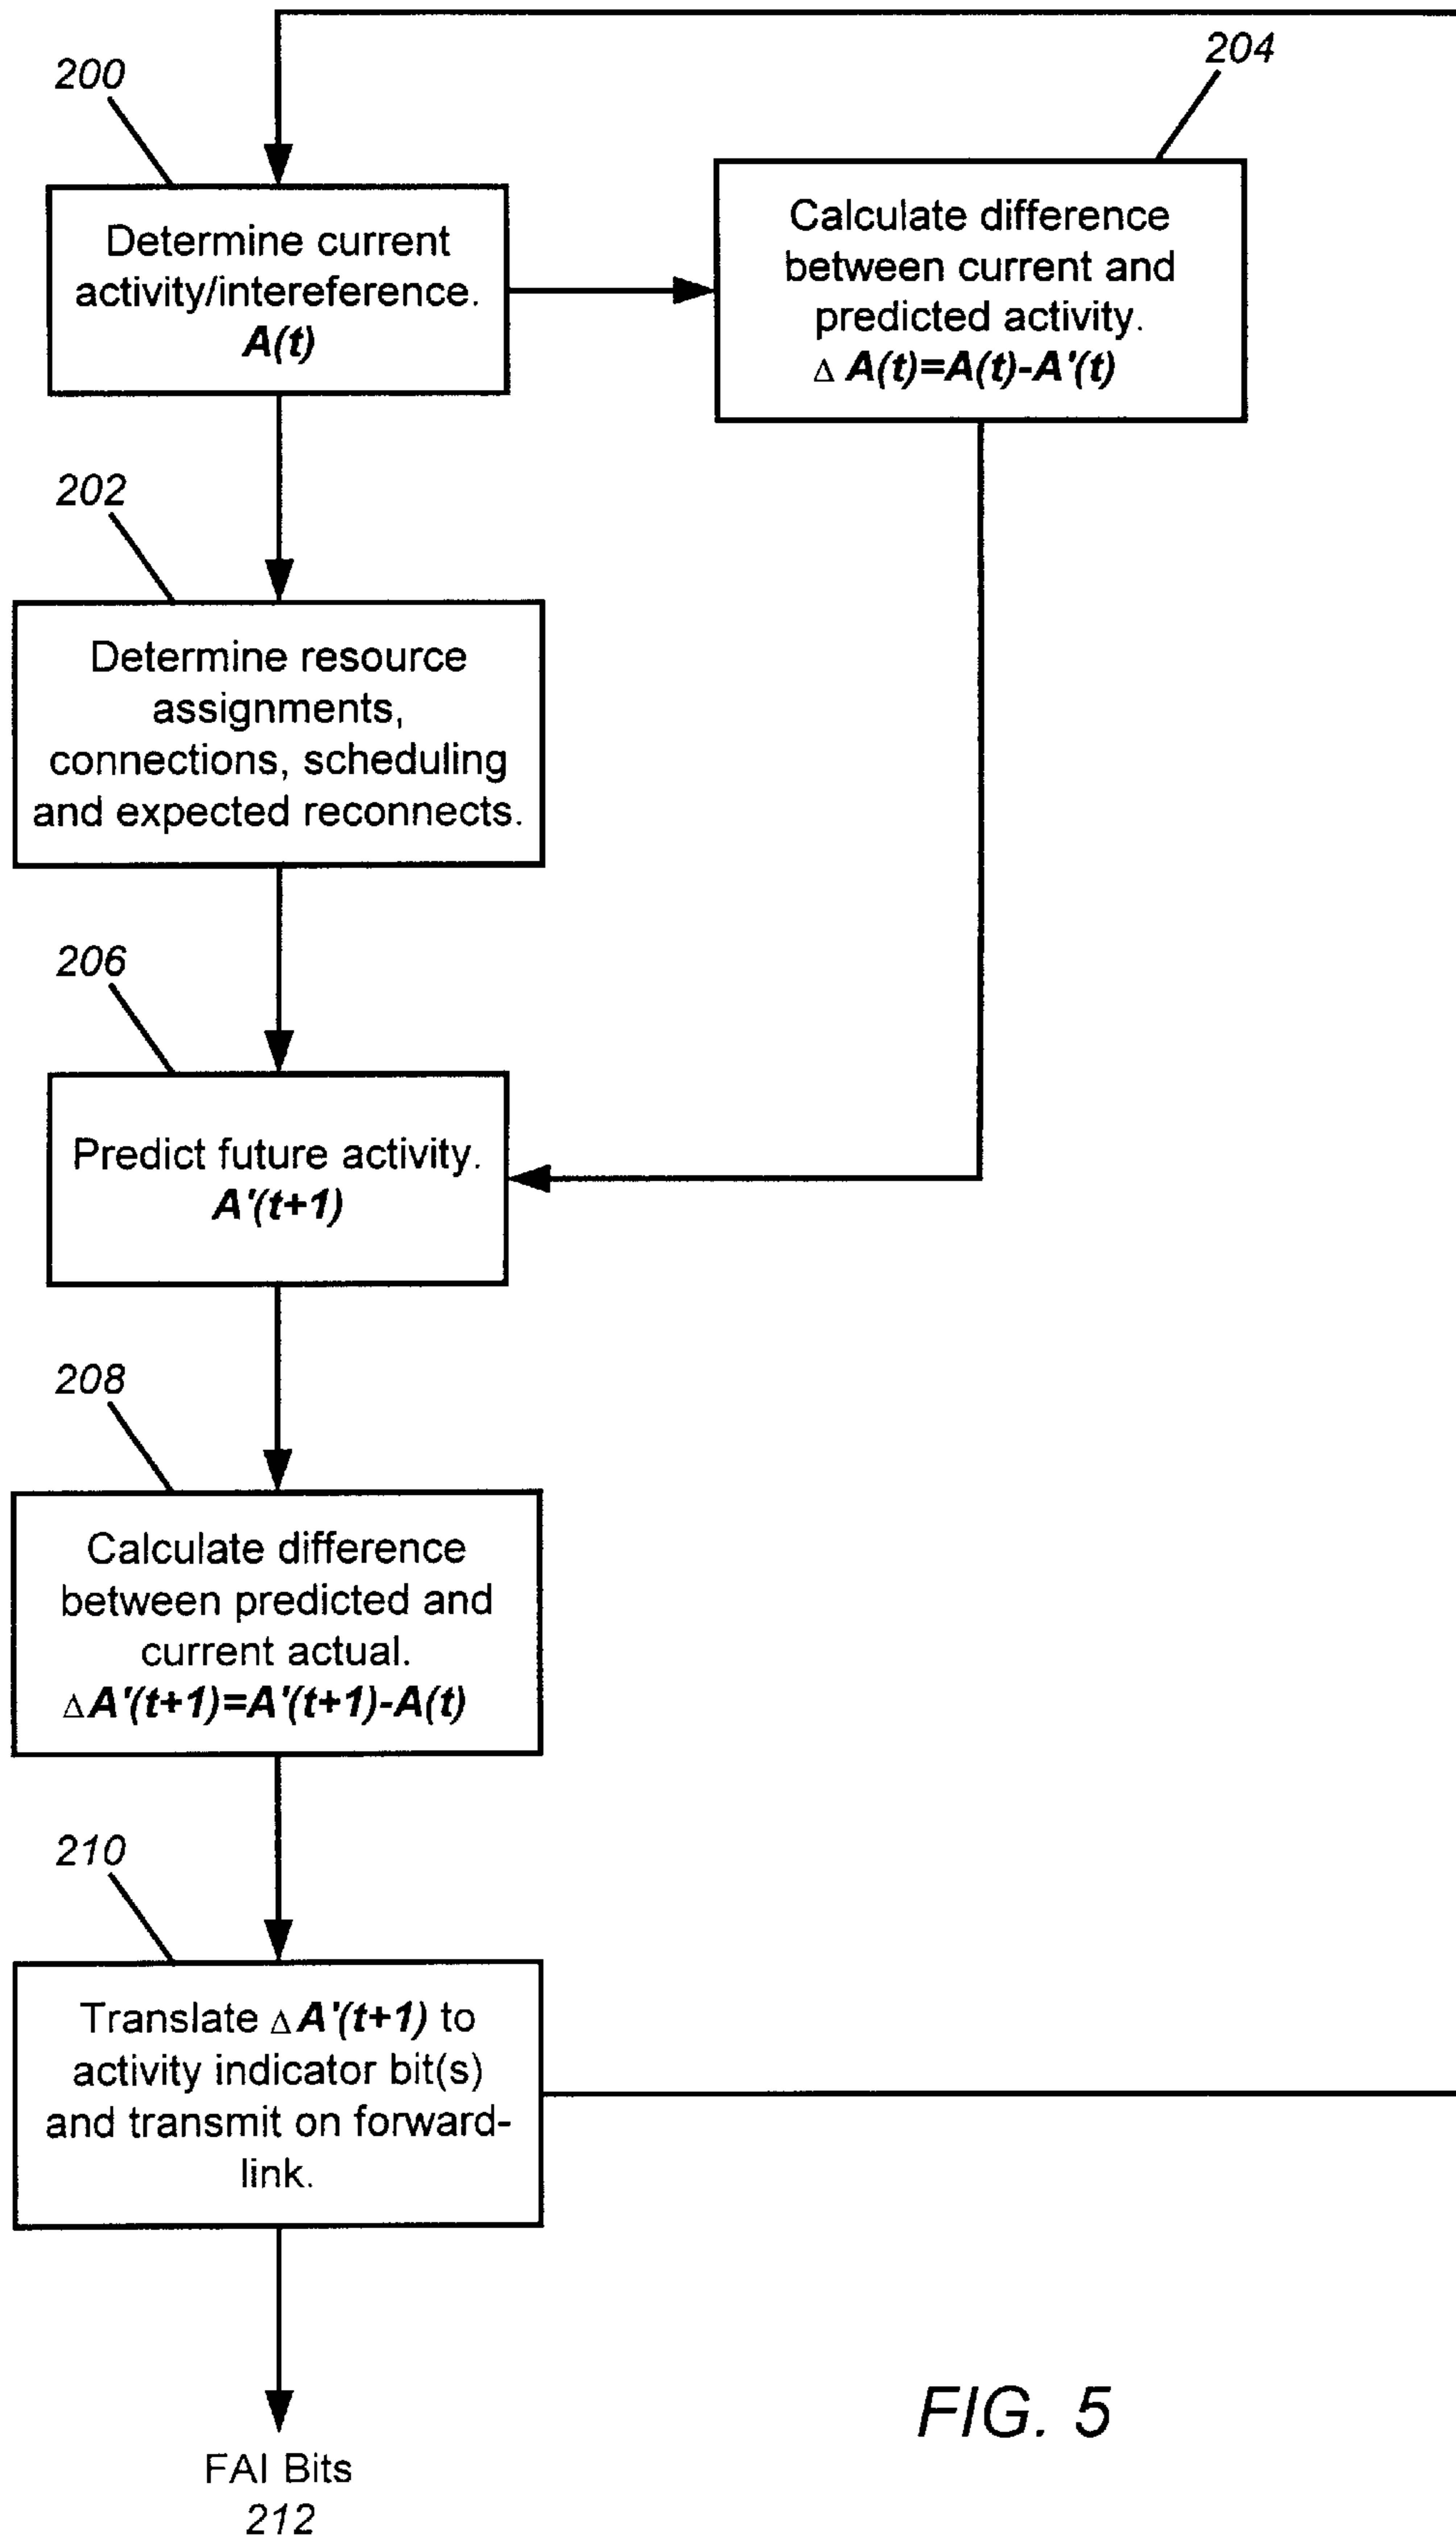 200
Determine current
activity/intereference.
A(t)
204
Calculate difference
between current and
predicted activity.
Δ A(t)=A(t)-A'(t)
202
Determine resource
assignments,
connections, scheduling
and expected reconnects.
206
Predict future activity.
A'(t+1)
208
Calculate difference
between predicted and
current actual.
ΔA'(t+1)=A'(t+1)-A(t)
210
Translate ΔA'(t+1) to
activity indicator bit(s)
and transmit on forward-
link.
FAI Bits
212
FIG. 5